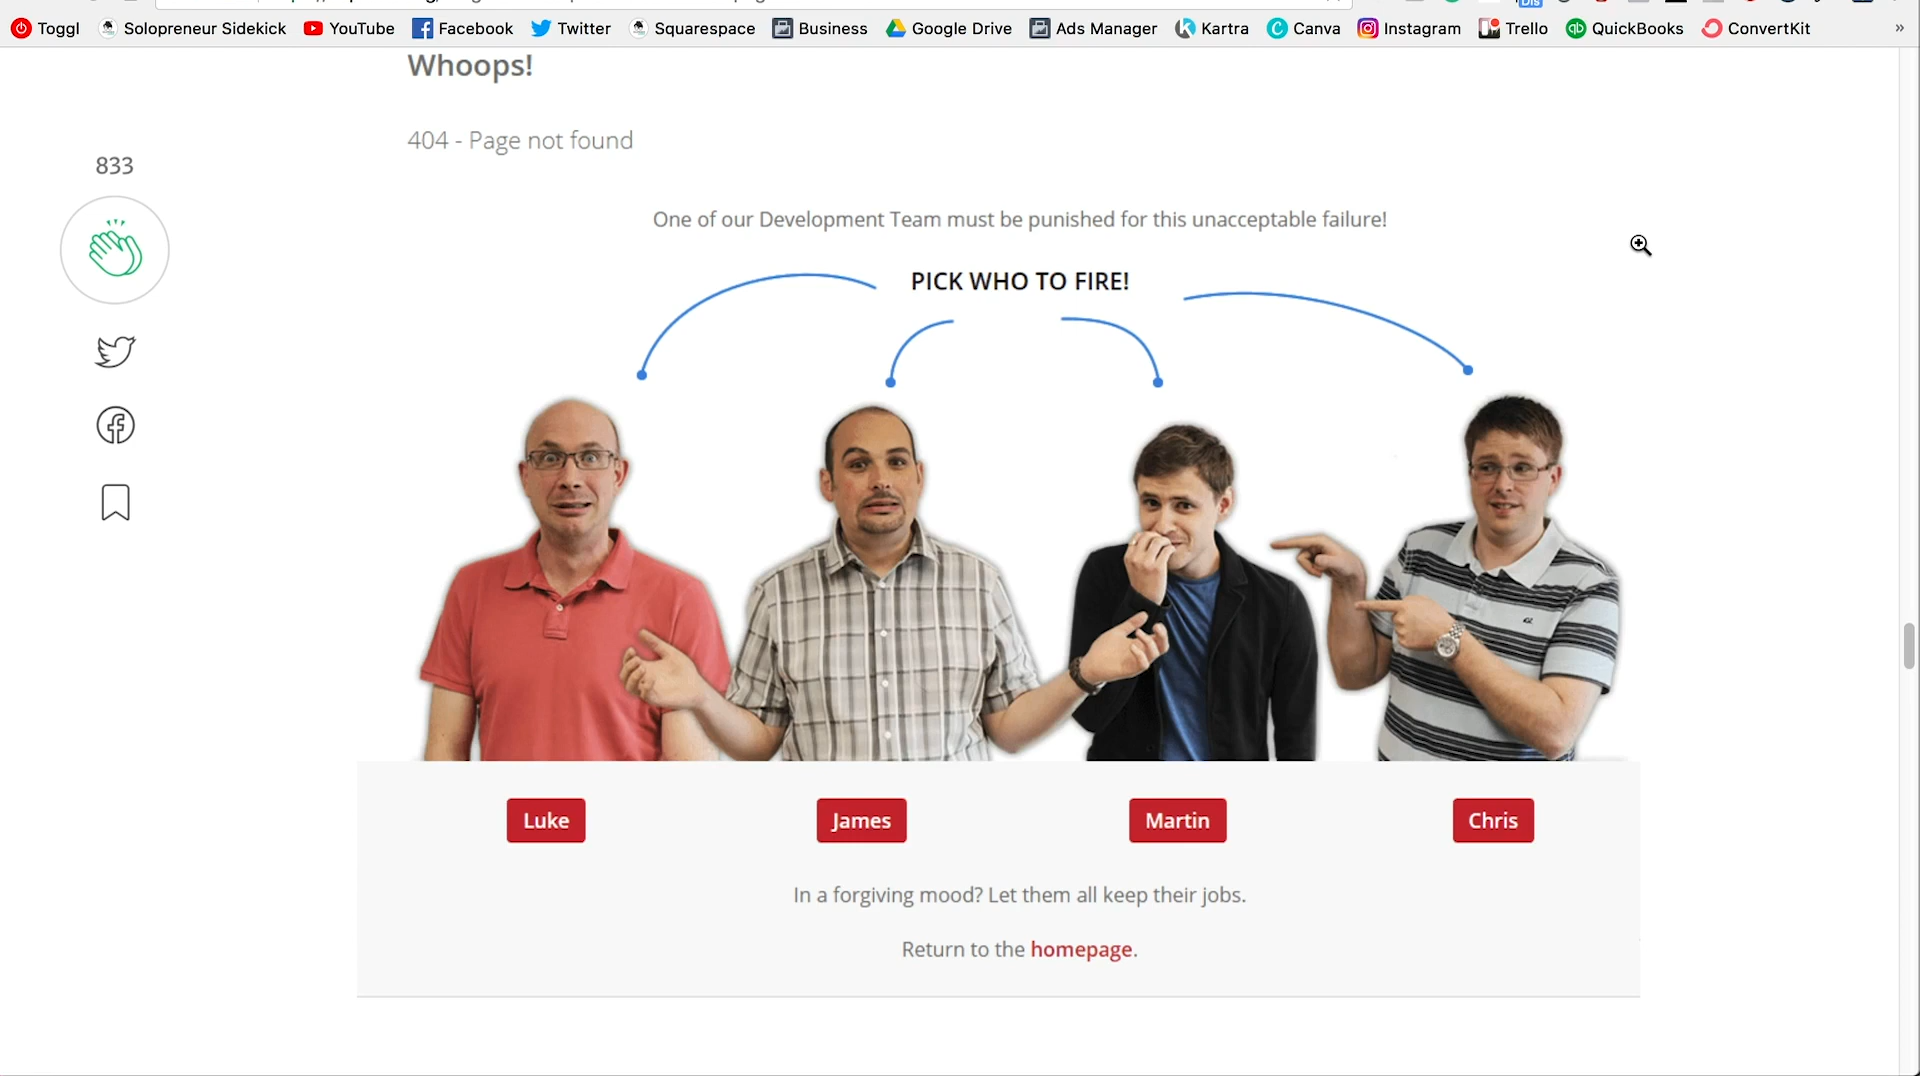 Toggl Solopreneur Sidekick YouTube Facebook Twitter Squarespace Business Google Drive Ads Manager Kartra Canva Instagram Trello QuickBooks ConvertKit »
Whoops!
404 - Page not found
833
One of our Development Team must be punished for this unacceptable failure!
PICK WHO TO FIRE!
Luke James Martin Chris
In a forgiving mood? Let them all keep their jobs.
Return to the homepage.